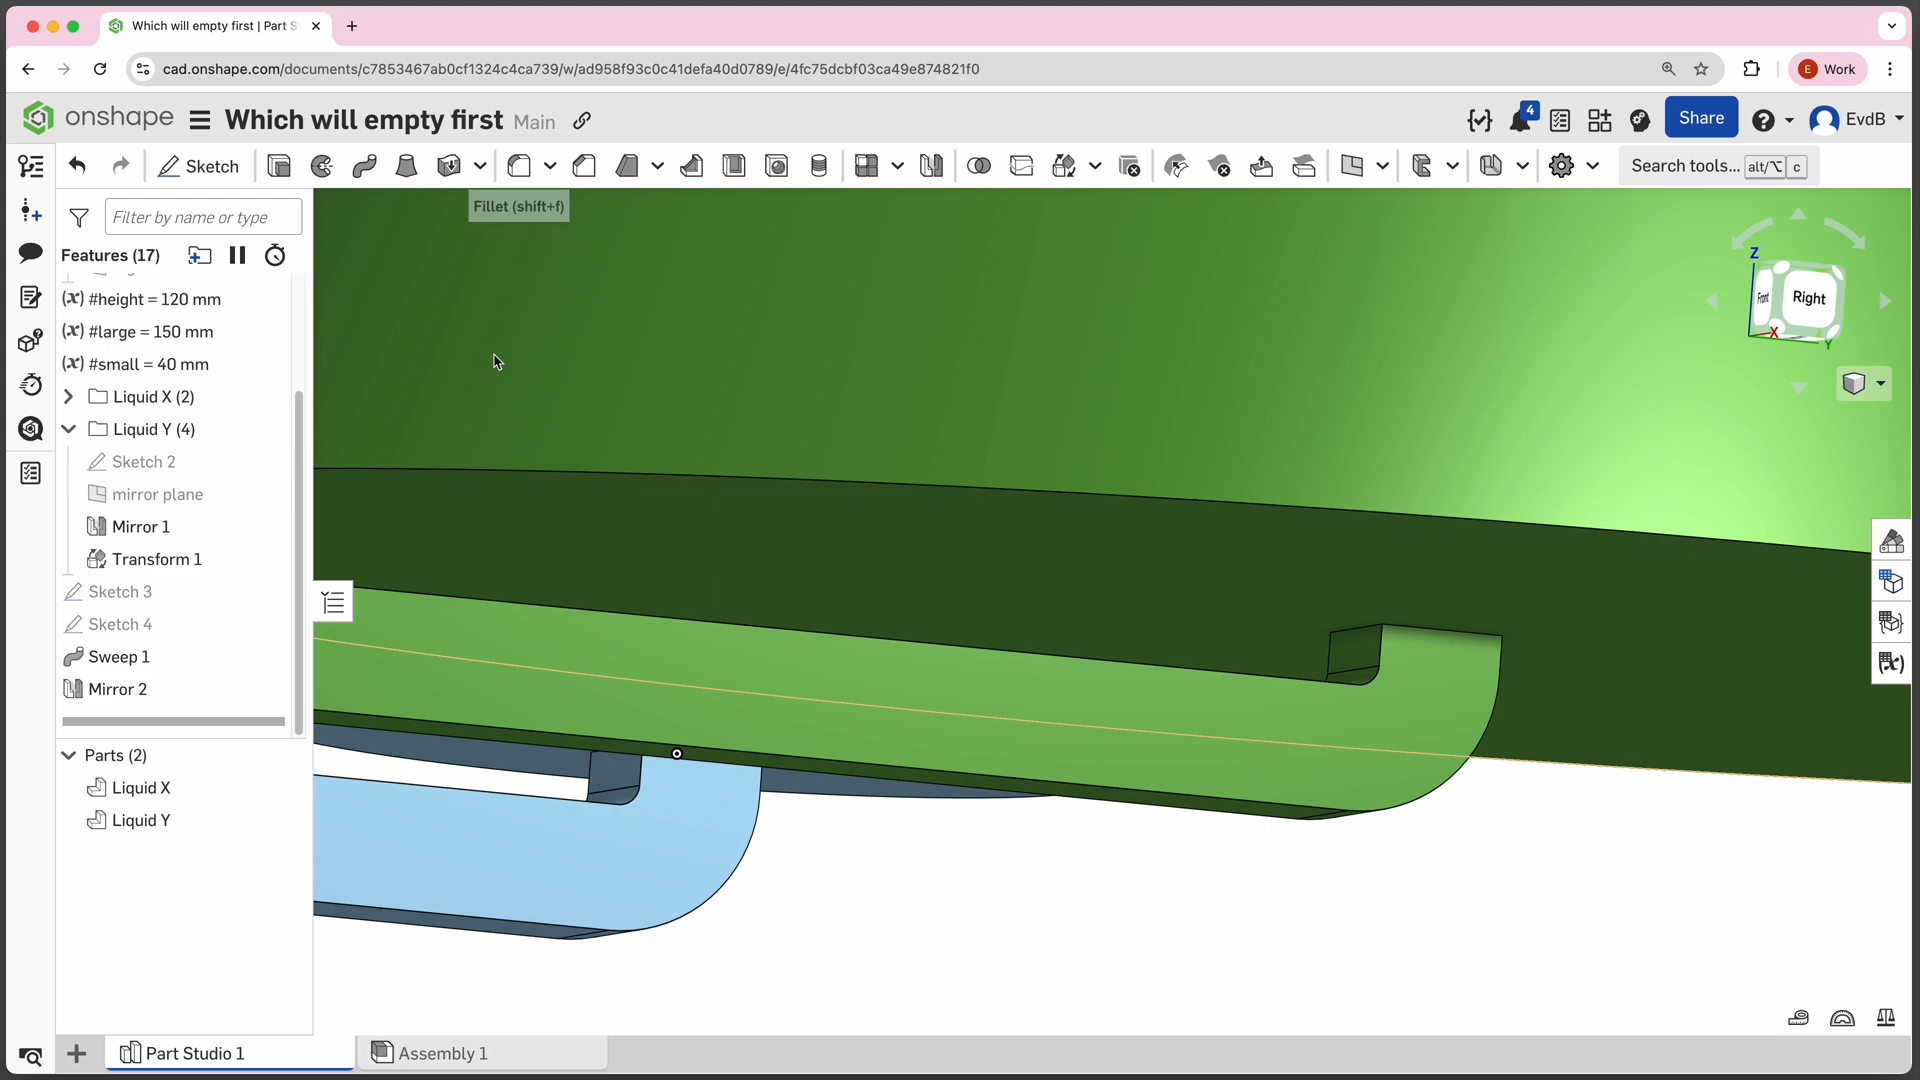 Which will empty first | Part S
cad.onshape.com/documents/c7853467ab0cf1324c4ca739/w/ad958f93c0c41defa40d0789/e/4fc75dcbf03ca49e874821f0
E Work
onshape
Which will empty first Main
4
Share
EvdB
Sketch
Search tools... alt/⌥ c
Fillet (shift+f)
Filter by name or type
Features (17)
(x) #height = 120 mm
(x) #large = 150 mm
(x) #small = 40 mm
Liquid X (2)
Liquid Y (4)
Sketch 2
mirror plane
Mirror 1
Transform 1
Sketch 3
Sketch 4
Sweep 1
Mirror 2
Parts (2)
Liquid X
Liquid Y
Z
Front
Right
X
Y
Part Studio 1
Assembly 1